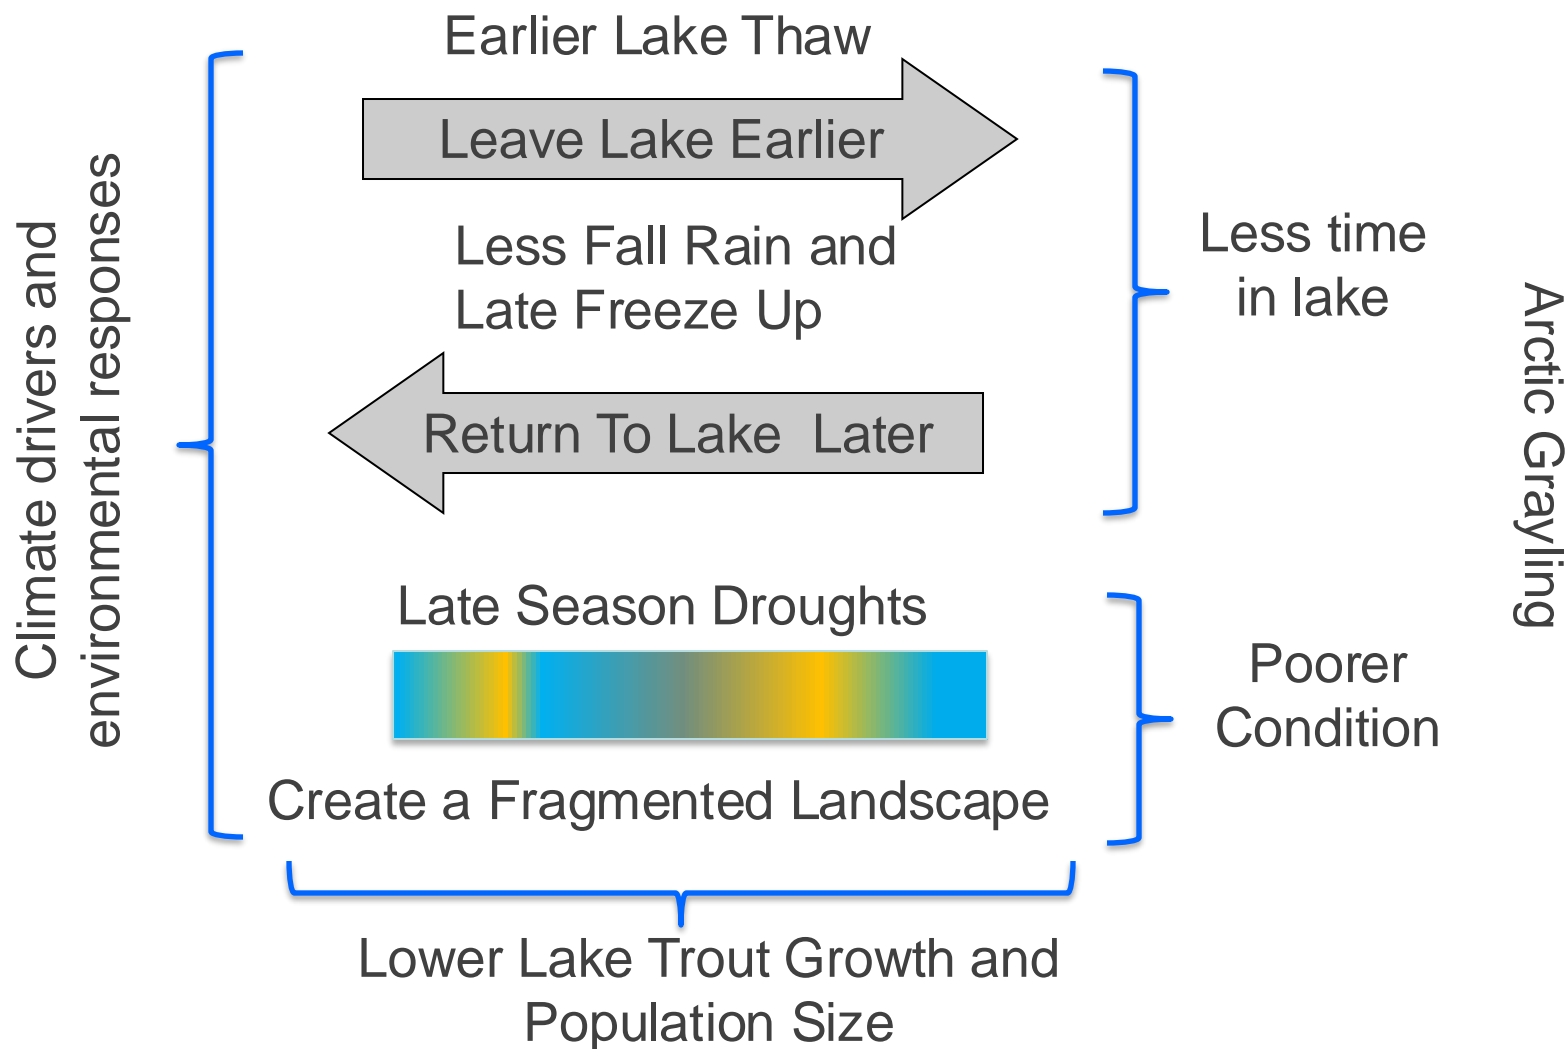 Earlier Lake Thaw
Leave Lake Earlier
Less Fall Rain and
Late Freeze Up
Return To Lake  Later
Late Season Droughts
Create a Fragmented Landscape
Lower Lake Trout Growth and
Population Size
Climate drivers and
environmental responses
Less time
in lake
Poorer
Condition
Arctic Grayling